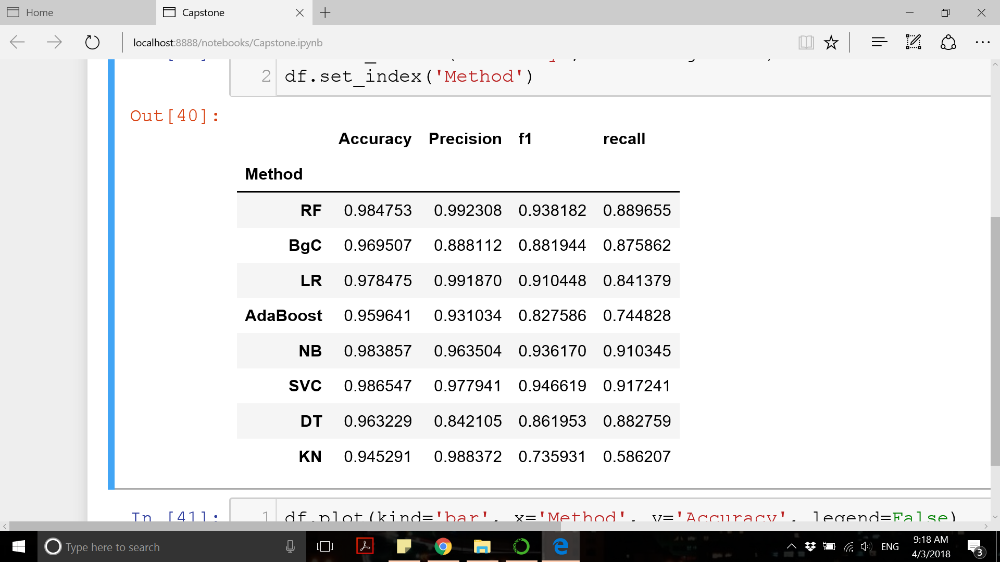 Home
Capstone
localhost:8888/notebooks/Capstone.ipynb
2 df.set_index('Method')
Out[40]:
Accuracy Precision f1 recall
Method
RF 0.984753 0.992308 0.938182 0.889655
BgC 0.969507 0.888112 0.881944 0.875862
LR 0.978475 0.991870 0.910448 0.841379
AdaBoost 0.959641 0.931034 0.827586 0.744828
NB 0.983857 0.963504 0.936170 0.910345
SVC 0.986547 0.977941 0.946619 0.917241
DT 0.963229 0.842105 0.861953 0.882759
KN 0.945291 0.988372 0.735931 0.586207
In [41]: 1 df.plot(kind='bar', x='Method', y='Accuracy', legend=False)
Type here to search
ENG
9:18 AM
4/3/2018
3